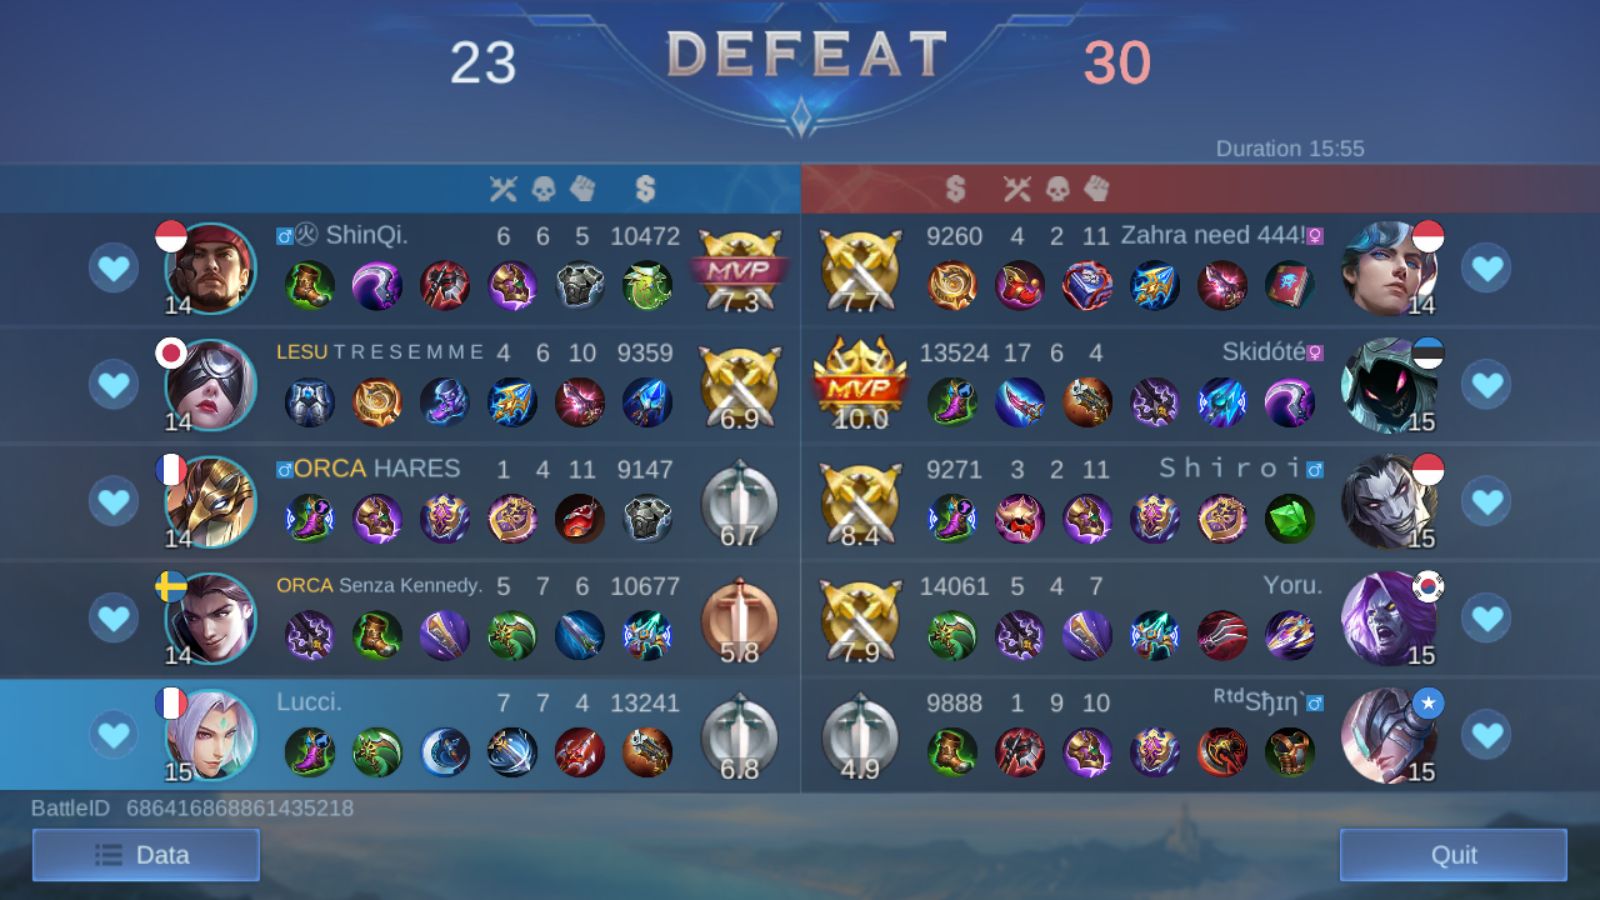 23 DEFEAT 30
Duration 15:55
ShinQi. 6 6 5 10472 MVP 7.3 14
9260 4 2 11 Zahra need 444! 7.7 14
LESU T R E S E M M E 4 6 10 9359 6.9 14
13524 17 6 4 Skidóté MVP 10.0 15
ORCA HARES 1 4 11 9147 6.7 14
9271 3 2 11 S h i r o i 8.4 15
ORCA Senza Kennedy. 5 7 6 10677 5.8 14
14061 5 4 7 Yoru. 7.9 15
Lucci. 7 7 4 13241 6.8 15
9888 1 9 10 4.9 15
BattleID 686416868861435218
Data
Quit